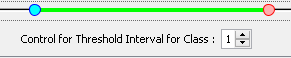 Control for Threshold Interval for Class : 1